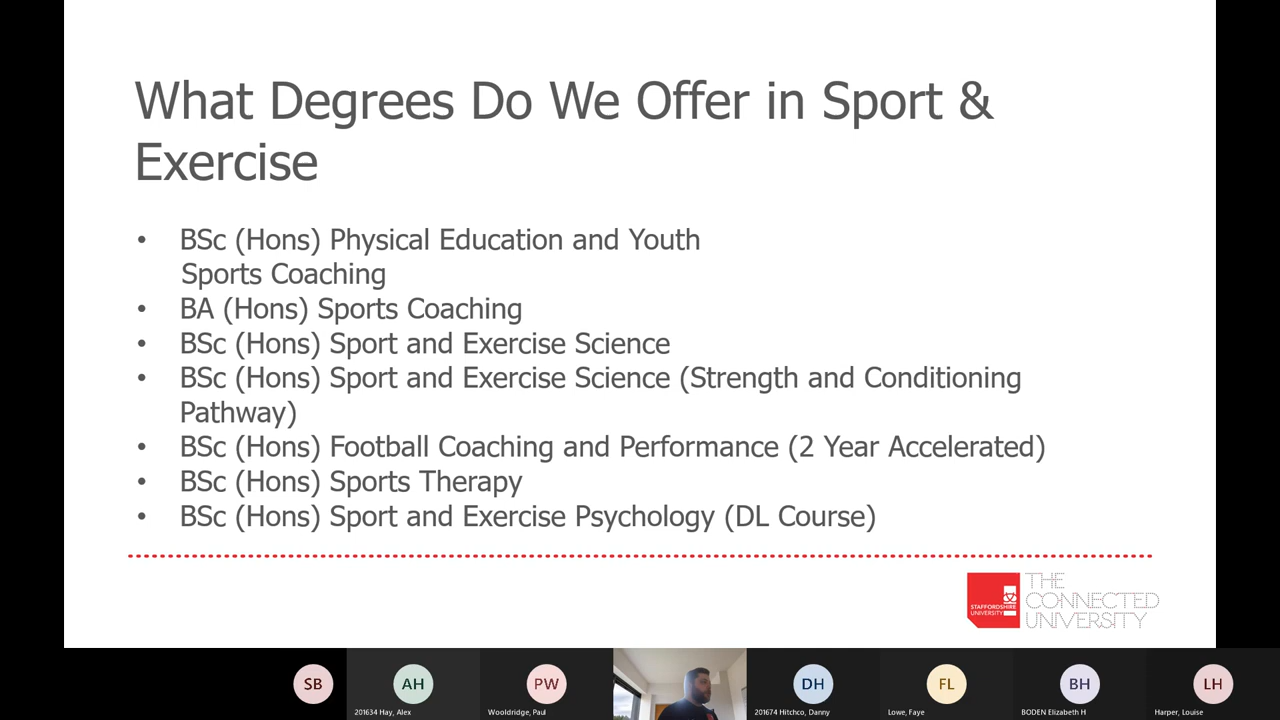 What Degrees Do We Offer in Sport &
Exercise
• BSc (Hons) Physical Education and Youth
Sports Coaching
• BA (Hons) Sports Coaching
• BSc (Hons) Sport and Exercise Science
• BSc (Hons) Sport and Exercise Science (Strength and Conditioning
Pathway)
• BSc (Hons) Football Coaching and Performance (2 Year Accelerated)
• BSc (Hons) Sports Therapy
• BSc (Hons) Sport and Exercise Psychology (DL Course)
STAFFORDSHIRE
UNIVERSITY
THE
CONNECTED
UNIVERSITY
SB
AH
PW
DH
FL
BH
LH
201634 Hay, Alex
Wooldridge, Paul
201674 Hitchco, Danny
Lowe, Faye
BODEN Elizabeth H
Harper, Louise